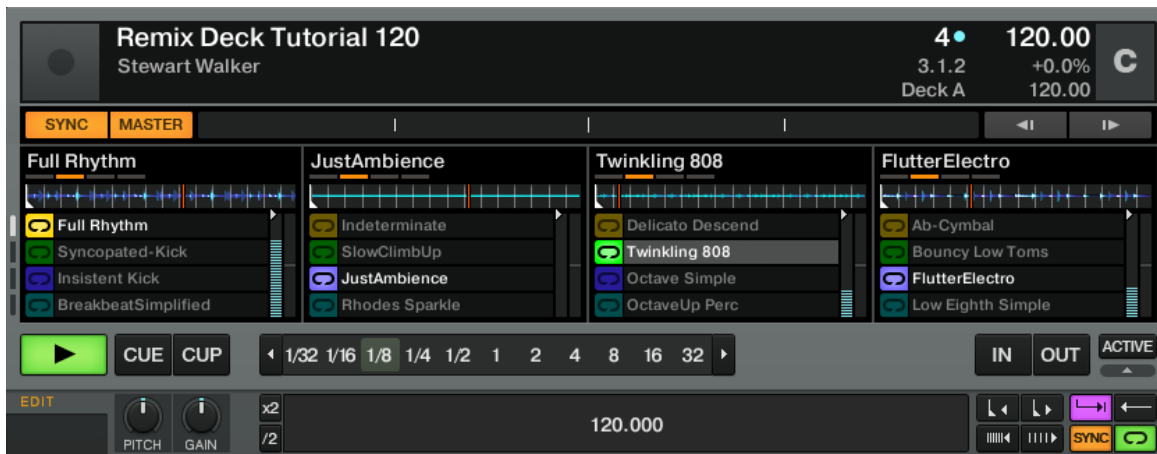 Remix Deck Tutorial 120 4 120.00 C
Stewart Walker 3.1.2 +0.0%
Deck A 120.00
SYNC MASTER
Full Rhythm JustAmbience Twinkling 808 FlutterElectro
Full Rhythm Indeterminate Delicato Descend Ab-Cymbal
Syncopated-Kick SlowClimbUp Twinkling 808 Bouncy Low Toms
Insistent Kick JustAmbience Octave Simple FlutterElectro
BreakbeatSimplified Rhodes Sparkle OctaveUp Perc Low Eighth Simple
CUE CUP 1/32 1/16 1/8 1/4 1/2 1 2 4 8 16 32 IN OUT ACTIVE
EDIT
x2
120.000
PITCH GAIN /2 SYNC